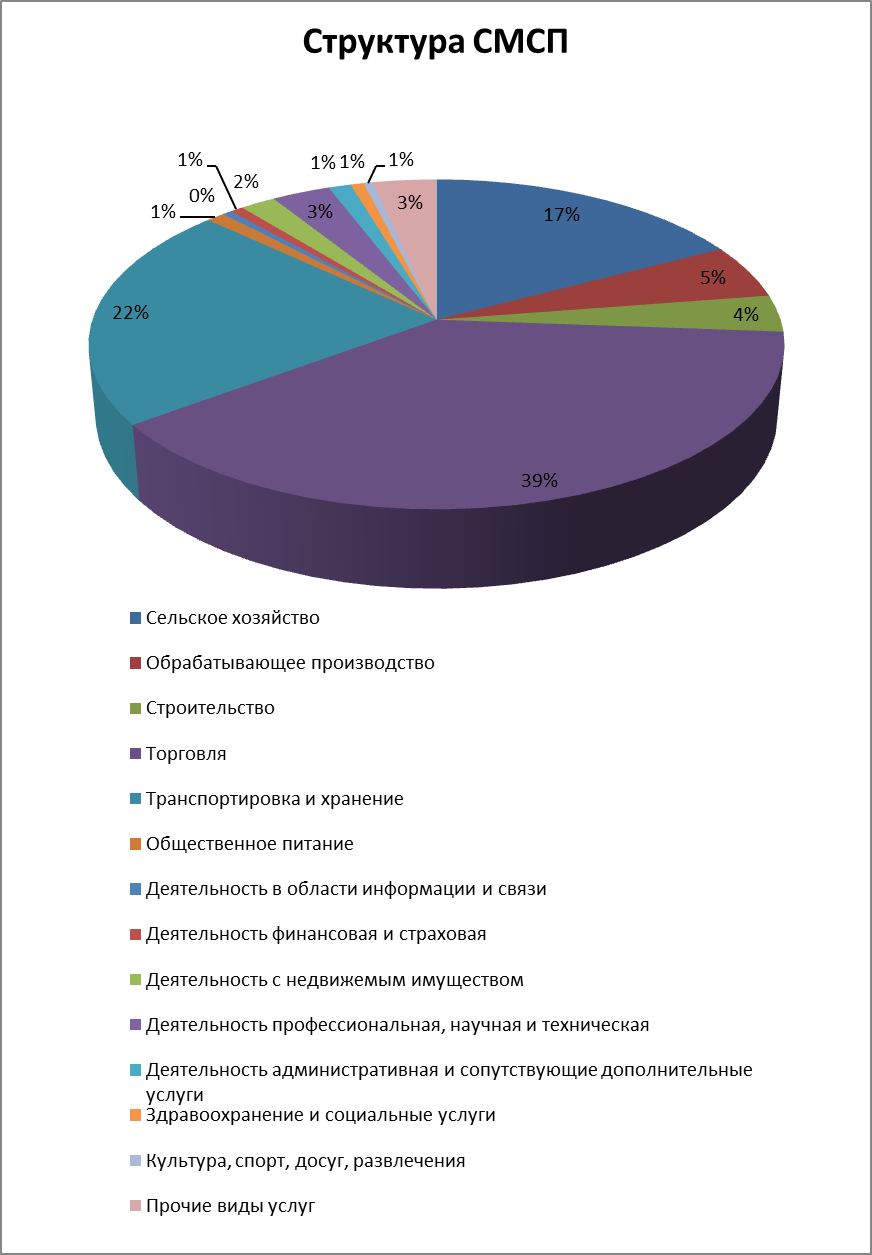 Структура СМСП
1%
0%
1%
2%
3%
1%
1%
1%
3%
17%
5%
4%
39%
22%
Сельское хозяйство
Обрабатывающее производство
Строительство
Торговля
Транспортировка и хранение
Общественное питание
Деятельность в области информации и связи
Деятельность финансовая и страховая
Деятельность с недвижемым имуществом
Деятельность профессиональная, научная и техническая
Деятельность административная и сопутствующие дополнительные
услуги
Здравоохранение и социальные услуги
Культура, спорт, досуг, развлечения
Прочие виды услуг